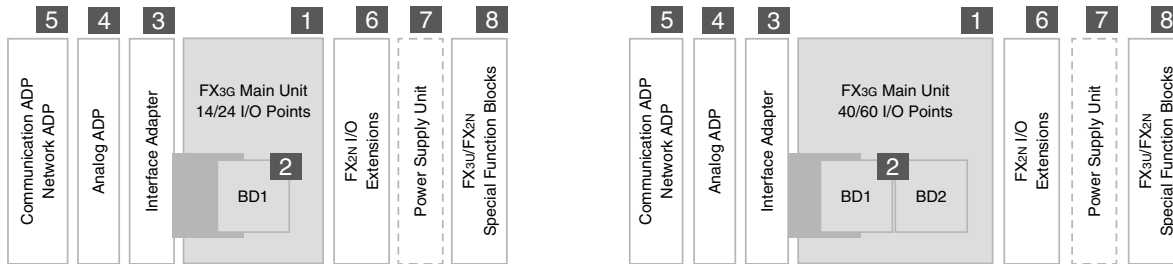 5 4 3 1 6 7 8
Communication ADP
Network ADP
Analog ADP
Interface Adapter
FX3G Main Unit
14/24 I/O Points
2
BD1
FX2N I/O
Extensions
Power Supply Unit
FX3U/FX2N
Special Function Blocks
5 4 3 1 6 7 8
Communication ADP
Network ADP
Analog ADP
Interface Adapter
FX3G Main Unit
40/60 I/O Points
2
BD1 BD2
FX2N I/O
Extensions
Power Supply Unit
FX3U/FX2N
Special Function Blocks